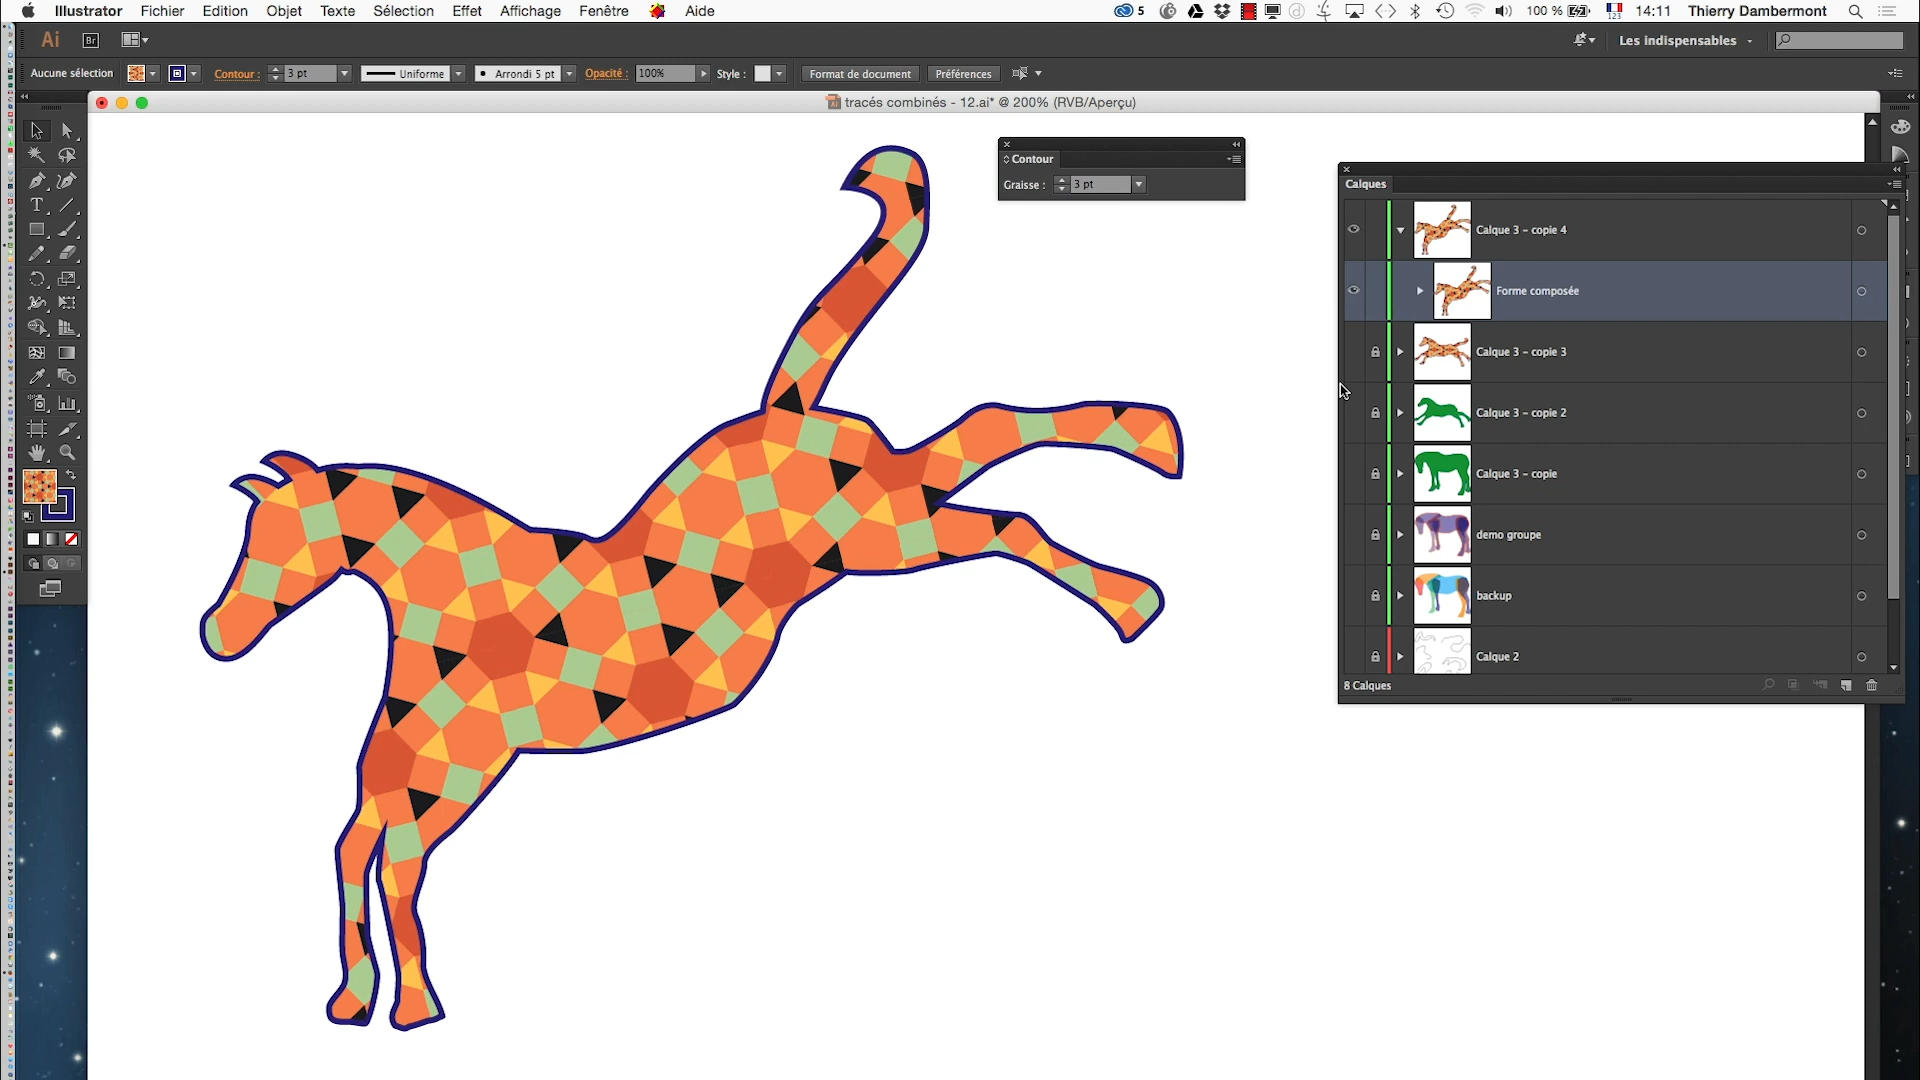 Illustrator Fichier Edition Objet Texte Sélection Effet Affichage Fenêtre Aide 5 100 % 123 14:11 Thierry Dambermont
Ai Br Les indispensables
Aucune sélection Contour : 3 pt Uniforme Arrondi 5 pt Opacité : 100% Style : Format de document Préférences
tracés combinés - 12.ai* @ 200% (RVB/Aperçu)
Contour
Graisse : 3 pt
Calques
Calque 3 - copie 4
Forme composée
Calque 3 - copie 3
Calque 3 - copie 2
Calque 3 - copie
demo groupe
backup
Calque 2
8 Calques